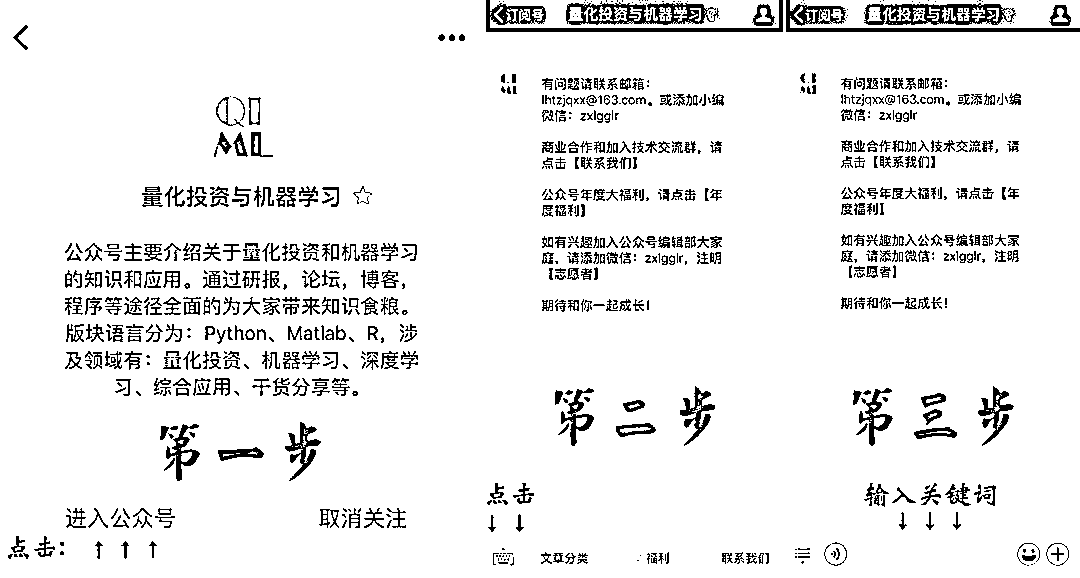 QI
ML
量化投资与机器学习 ☆
公众号主要介绍关于量化投资和机器学习
的知识和应用。通过研报，论坛，博客，
程序等途径全面的为大家带来知识食粮。
版块语言分为：Python、Matlab、R，涉
及领域有：量化投资、机器学习、深度学
习、综合应用、干货分享等。
第一步
进入公众号 取消关注
点击： ↑ ↑ ↑
订阅号 量化投资与机器学习
有问题请联系邮箱：
lhtzjqxx@163.com。或添加小编
微信：zxlgglr
商业合作和加入技术交流群，请
点击【联系我们】
公众号年度大福利，请点击【年
度福利】
如有兴趣加入公众号编辑部大家
庭，请添加微信：zxlgglr，注明
【志愿者】
期待和你一起成长！
第二步
点击
↓ ↓
文章分类 福利 联系我们
订阅号 量化投资与机器学习
有问题请联系邮箱：
lhtzjqxx@163.com。或添加小编
微信：zxlgglr
商业合作和加入技术交流群，请
点击【联系我们】
公众号年度大福利，请点击【年
度福利】
如有兴趣加入公众号编辑部大家
庭，请添加微信：zxlgglr，注明
【志愿者】
期待和你一起成长！
第三步
输入关键词
↓ ↓ ↓